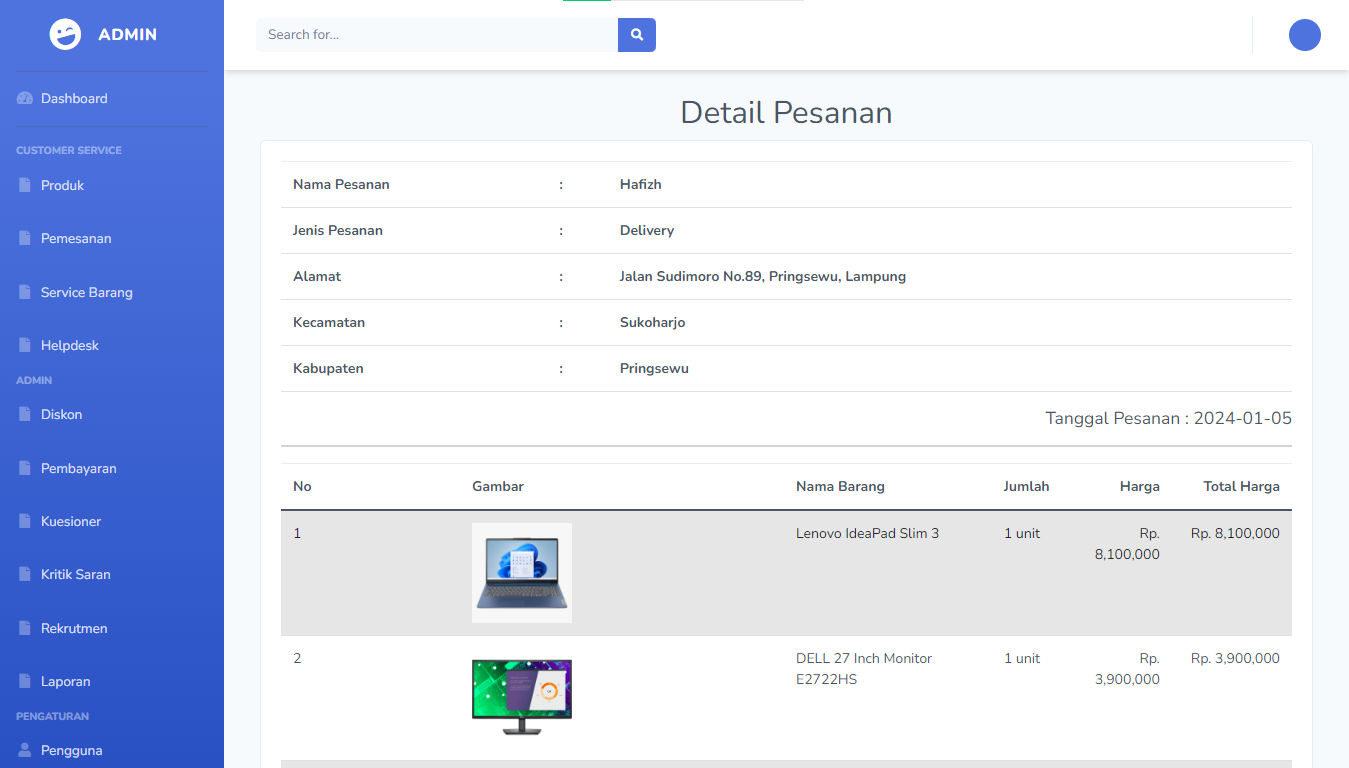 ADMIN
Search for...
Dashboard
CUSTOMER SERVICE
Produk
Pemesanan
Service Barang
Helpdesk
ADMIN
Diskon
Pembayaran
Kuesioner
Kritik Saran
Rekrutmen
Laporan
PENGATURAN
Pengguna
Detail Pesanan
Nama Pesanan : Hafizh
Jenis Pesanan : Delivery
Alamat : Jalan Sudimoro No.89, Pringsewu, Lampung
Kecamatan : Sukoharjo
Kabupaten : Pringsewu
Tanggal Pesanan : 2024-01-05
No Gambar Nama Barang Jumlah Harga Total Harga
1 Lenovo IdeaPad Slim 3 1 unit Rp. Rp. 8,100,000
8,100,000
2 DELL 27 Inch Monitor 1 unit Rp. Rp. 3,900,000
E2722HS 3,900,000